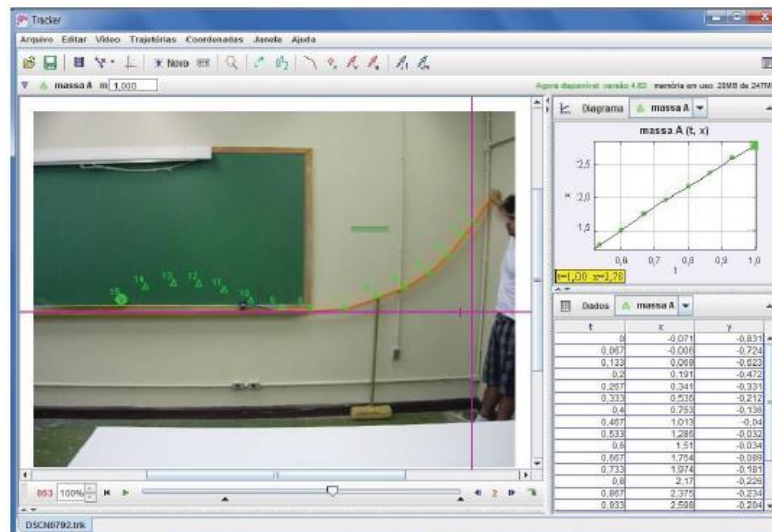 Tracker
Arquivo Editar Vídeo Trajetórias Coordenadas Janela Ajuda
Novo
massa A m 1,000
Agora disponível: versão 4.62 memória em uso: 20MB de 247MB
Diagrama massa A
massa A (t, x)
x
2,5
2,0
1,5
0,6 0,7 0,8 0,9 1,0
t
t=1,00 x=2,78
15 14 13 12 11 10 9 8
Dados massa A
t x y
0 -0,071 -0,831
0,067 -0,006 -0,724
0,133 0,069 -0,623
0,2 0,191 -0,472
0,267 0,341 -0,331
0,333 0,536 -0,212
0,4 0,753 -0,136
0,467 1,013 -0,04
0,533 1,286 -0,032
0,6 1,51 -0,034
0,667 1,754 -0,089
0,733 1,974 -0,181
0,8 2,17 -0,226
0,867 2,375 -0,234
0,933 2,598 -0,204
053 100% 2
DSCN0792.trk